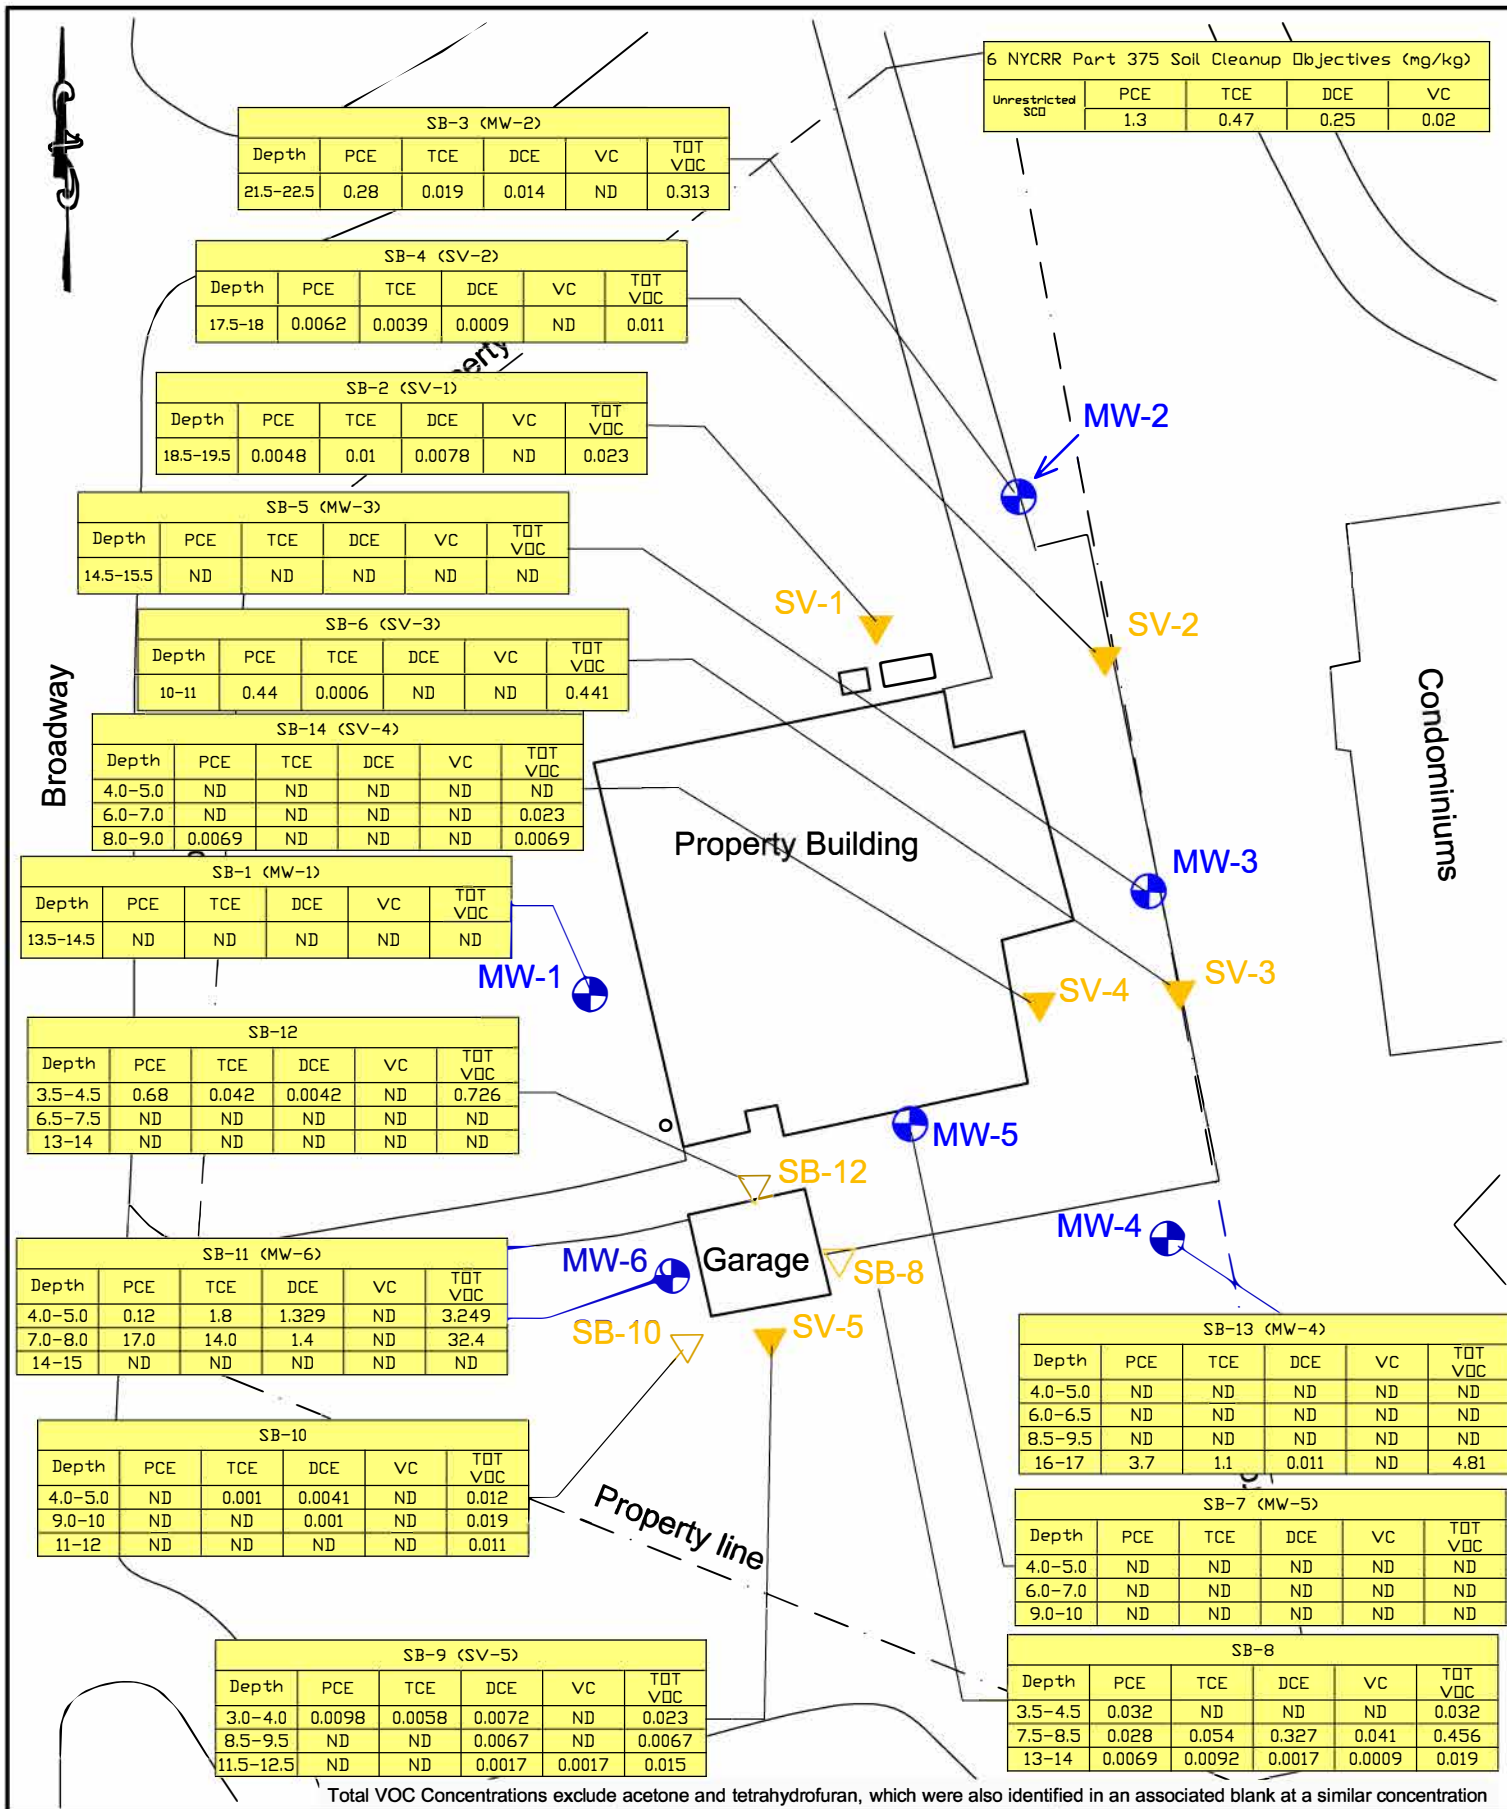 6 NYCRR Part 375 Soil Cleanup Objectives (mg/kg)
Unrestricted SCO PCE TCE DCE VC
1.3 0.47 0.25 0.02
SB-3 (MW-2)
Depth PCE TCE DCE VC TOT VOC
21.5-22.5 0.28 0.019 0.014 ND 0.313
SB-4 (SV-2)
Depth PCE TCE DCE VC TOT VOC
17.5-18 0.0062 0.0039 0.0009 ND 0.011
erty
SB-2 (SV-1)
Depth PCE TCE DCE VC TOT VOC
18.5-19.5 0.0048 0.01 0.0078 ND 0.023
MW-2
SB-5 (MW-3)
Depth PCE TCE DCE VC TOT VOC
14.5-15.5 ND ND ND ND ND
SV-1
SV-2
SB-6 (SV-3)
Depth PCE TCE DCE VC TOT VOC
10-11 0.44 0.0006 ND ND 0.441
Broadway
Condominiums
SB-14 (SV-4)
Depth PCE TCE DCE VC TOT VOC
4.0-5.0 ND ND ND ND ND
6.0-7.0 ND ND ND ND 0.023
8.0-9.0 0.0069 ND ND ND 0.0069
Property Building
MW-3
SB-1 (MW-1)
Depth PCE TCE DCE VC TOT VOC
13.5-14.5 ND ND ND ND ND
MW-1
SV-4
SV-3
SB-12
Depth PCE TCE DCE VC TOT VOC
3.5-4.5 0.68 0.042 0.0042 ND 0.726
6.5-7.5 ND ND ND ND ND
13-14 ND ND ND ND ND
MW-5
SB-12
MW-4
SB-11 (MW-6)
Depth PCE TCE DCE VC TOT VOC
4.0-5.0 0.12 1.8 1.329 ND 3.249
7.0-8.0 17.0 14.0 1.4 ND 32.4
14-15 ND ND ND ND ND
MW-6
Garage
SB-8
SB-10
SV-5
SB-13 (MW-4)
Depth PCE TCE DCE VC TOT VOC
4.0-5.0 ND ND ND ND ND
6.0-6.5 ND ND ND ND ND
8.5-9.5 ND ND ND ND ND
16-17 3.7 1.1 0.011 ND 4.81
SB-10
Depth PCE TCE DCE VC TOT VOC
4.0-5.0 ND 0.001 0.0041 ND 0.012
9.0-10 ND ND 0.001 ND 0.019
11-12 ND ND ND ND 0.011
Property line
SB-7 (MW-5)
Depth PCE TCE DCE VC TOT VOC
4.0-5.0 ND ND ND ND ND
6.0-7.0 ND ND ND ND ND
9.0-10 ND ND ND ND ND
SB-9 (SV-5)
Depth PCE TCE DCE VC TOT VOC
3.0-4.0 0.0098 0.0058 0.0072 ND 0.023
8.5-9.5 ND ND 0.0067 ND 0.0067
11.5-12.5 ND ND 0.0017 0.0017 0.015
SB-8
Depth PCE TCE DCE VC TOT VOC
3.5-4.5 0.032 ND ND ND 0.032
7.5-8.5 0.028 0.054 0.327 0.041 0.456
13-14 0.0069 0.0092 0.0017 0.0009 0.019
Total VOC Concentrations exclude acetone and tetrahydrofuran, which were also identified in an associated blank at a similar concentration